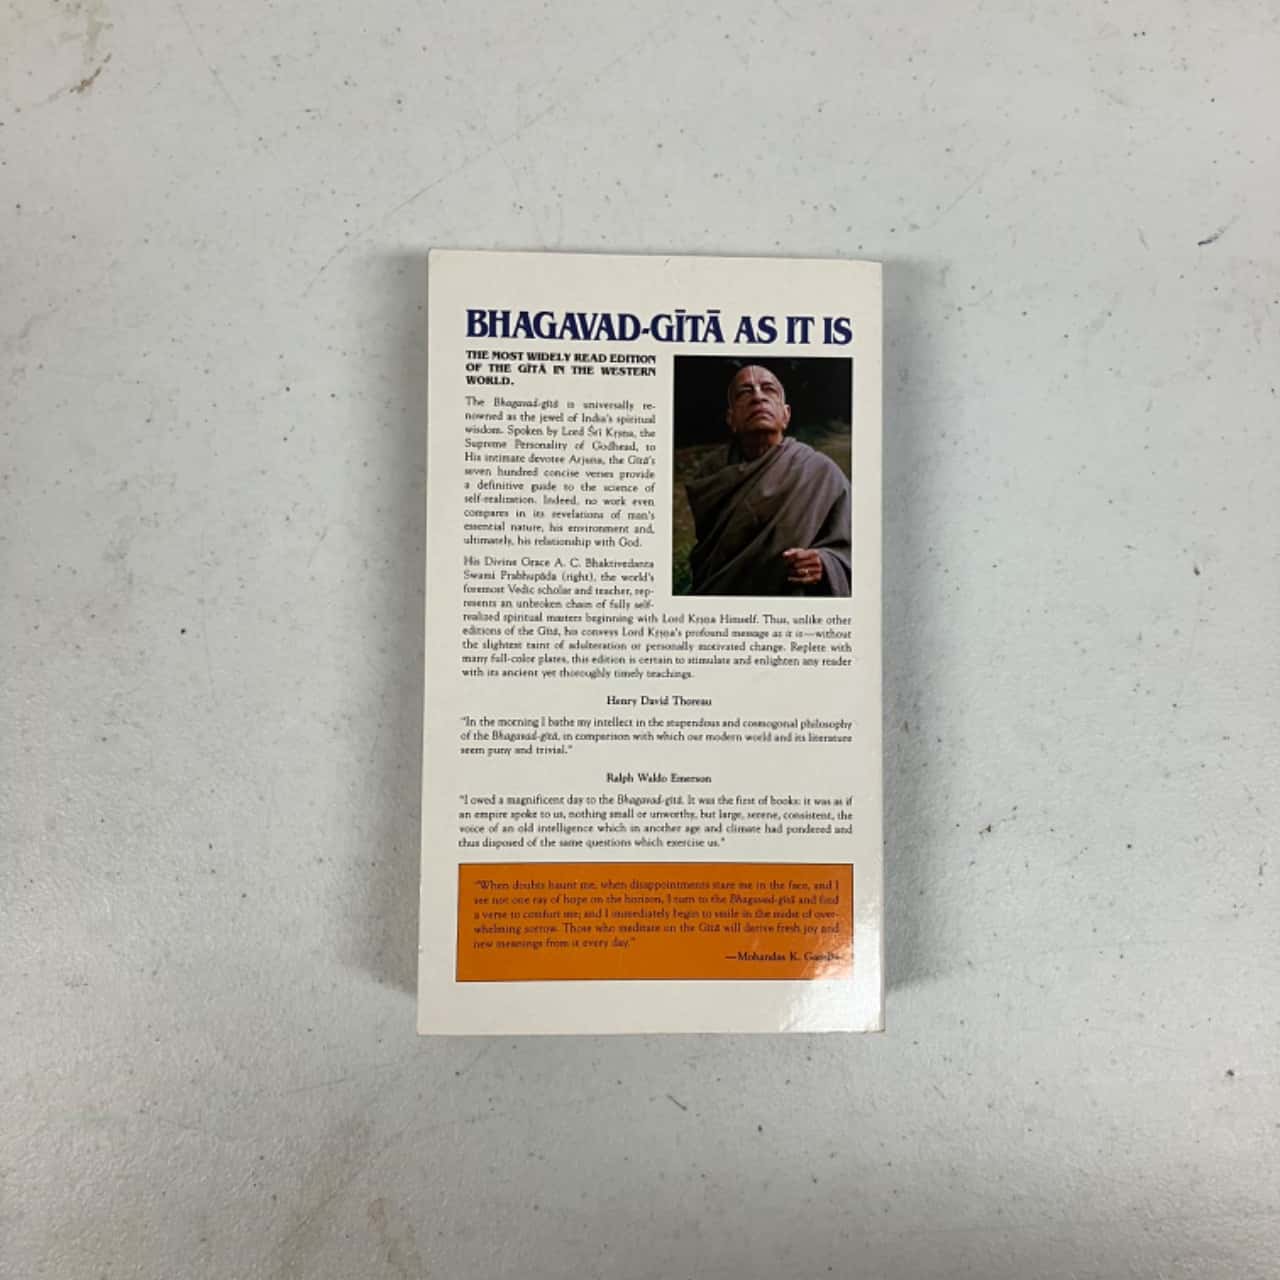 BHAGAVAD-GĪTĀ AS IT IS
THE MOST WIDELY READ EDITION
OF THE GĪTĀ IN THE WESTERN
WORLD.
The Bhagavad-gītā is universally re-
nowned as the jewel of India's spiritual
wisdom. Spoken by Lord Śrī Kṛṣṇa, the
Supreme Personality of Godhead, to
His intimate devotee Arjuna, the Gītā's
seven hundred concise verses provide
a definitive guide to the science of
self-realization. Indeed, no work even
compares in its revelations of man's
essential nature, his environment and,
ultimately, his relationship with God.
His Divine Grace A. C. Bhaktivedanta
Swami Prabhupāda (right), the world's
foremost Vedic scholar and teacher, rep-
resents an unbroken chain of fully self-
realized spiritual masters beginning with Lord Kṛṣṇa Himself. Thus, unlike other
editions of the Gītā, his conveys Lord Kṛṣṇa's profound message as it is—without
the slightest taint of adulteration or personally motivated change. Replete with
many full-color plates, this edition is certain to stimulate and enlighten any reader
with its ancient yet thoroughly timely teachings.
Henry David Thoreau
"In the morning I bathe my intellect in the stupendous and cosmogonal philosophy
of the Bhagavad-gītā, in comparison with which our modern world and its literature
seem puny and trivial."
Ralph Waldo Emerson
"I owed a magnificent day to the Bhagavad-gītā. It was the first of books: it was as if
an empire spoke to us, nothing small or unworthy, but large, serene, consistent, the
voice of an old intelligence which in another age and climate had pondered and
thus disposed of the same questions which exercise us."
"When doubts haunt me, when disappointments stare me in the face, and I
see not one ray of hope on the horizon, I turn to the Bhagavad-gītā and find
a verse to comfort me; and I immediately begin to smile in the midst of over-
whelming sorrow. Those who meditate on the Gītā will derive fresh joy and
new meanings from it every day."
—Mohandas K. Gandhi